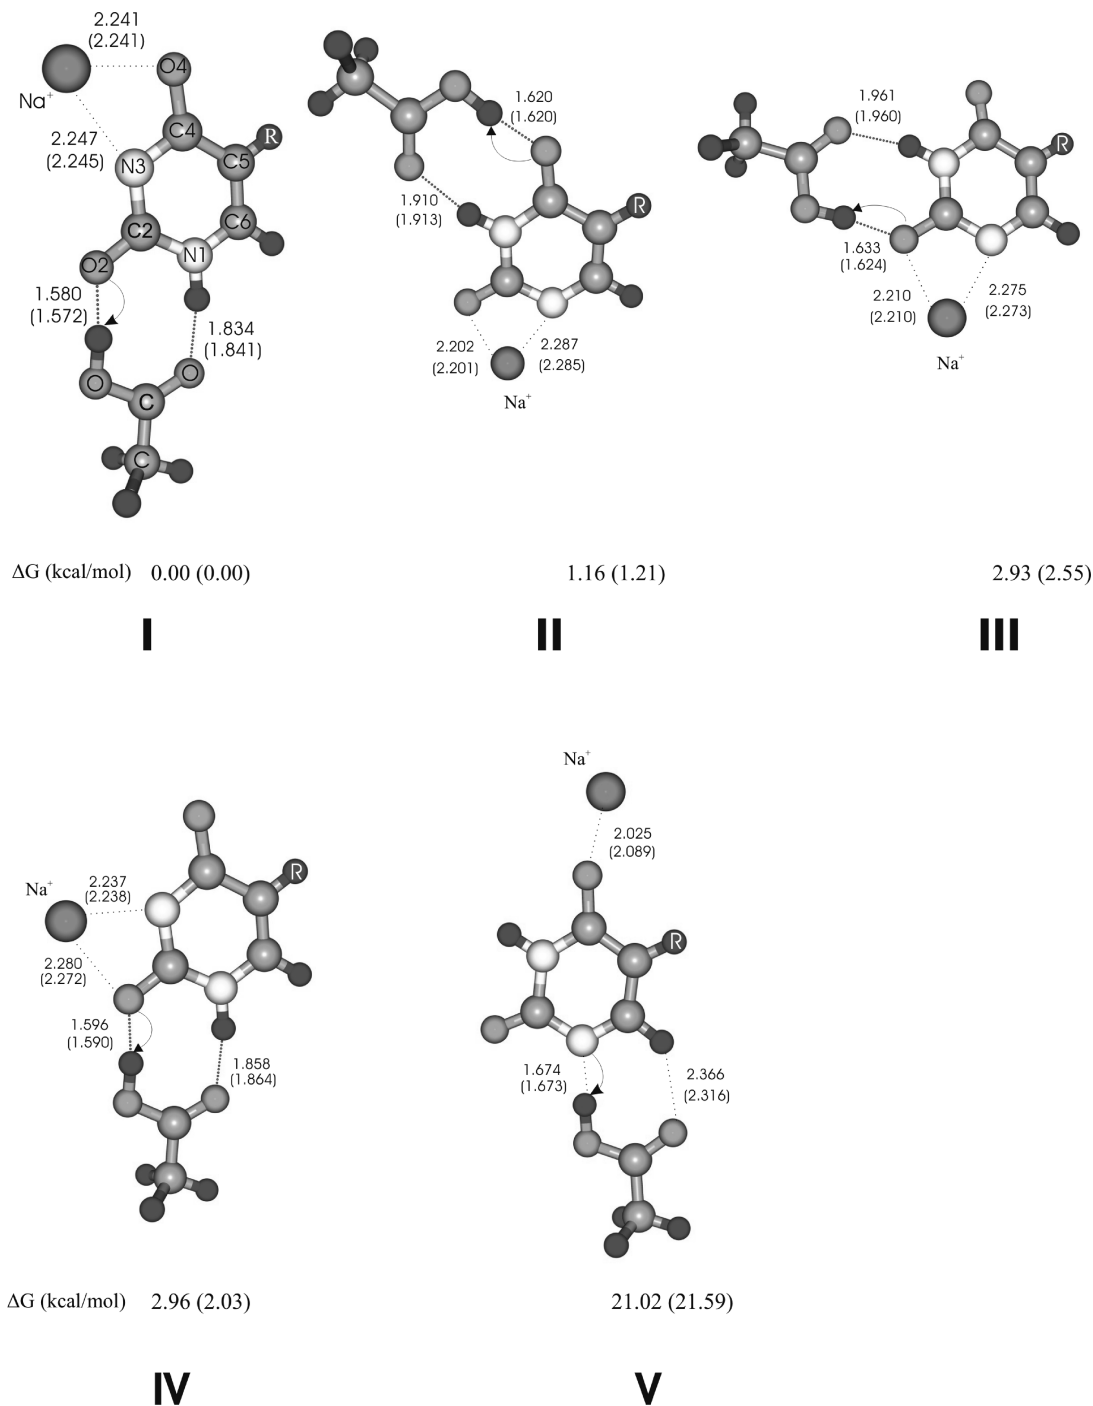 2.241
(2.241)
O4
Na⁺
2.247
(2.245)
C4
R
N3
C5
C6
C2
N1
O2
1.580
(1.572)
1.834
(1.841)
O
O
C
C
1.620
(1.620)
1.910
(1.913)
R
2.202
(2.201)
2.287
(2.285)
Na⁺
1.961
(1.960)
R
1.633
(1.624)
2.210
(2.210)
2.275
(2.273)
Na⁺
ΔG (kcal/mol) 0.00 (0.00) 1.16 (1.21) 2.93 (2.55)
I II III
Na⁺
2.237
(2.238)
R
2.280
(2.272)
1.596
(1.590)
1.858
(1.864)
Na⁺
2.025
(2.089)
R
1.674
(1.673)
2.366
(2.316)
ΔG (kcal/mol) 2.96 (2.03) 21.02 (21.59)
IV V